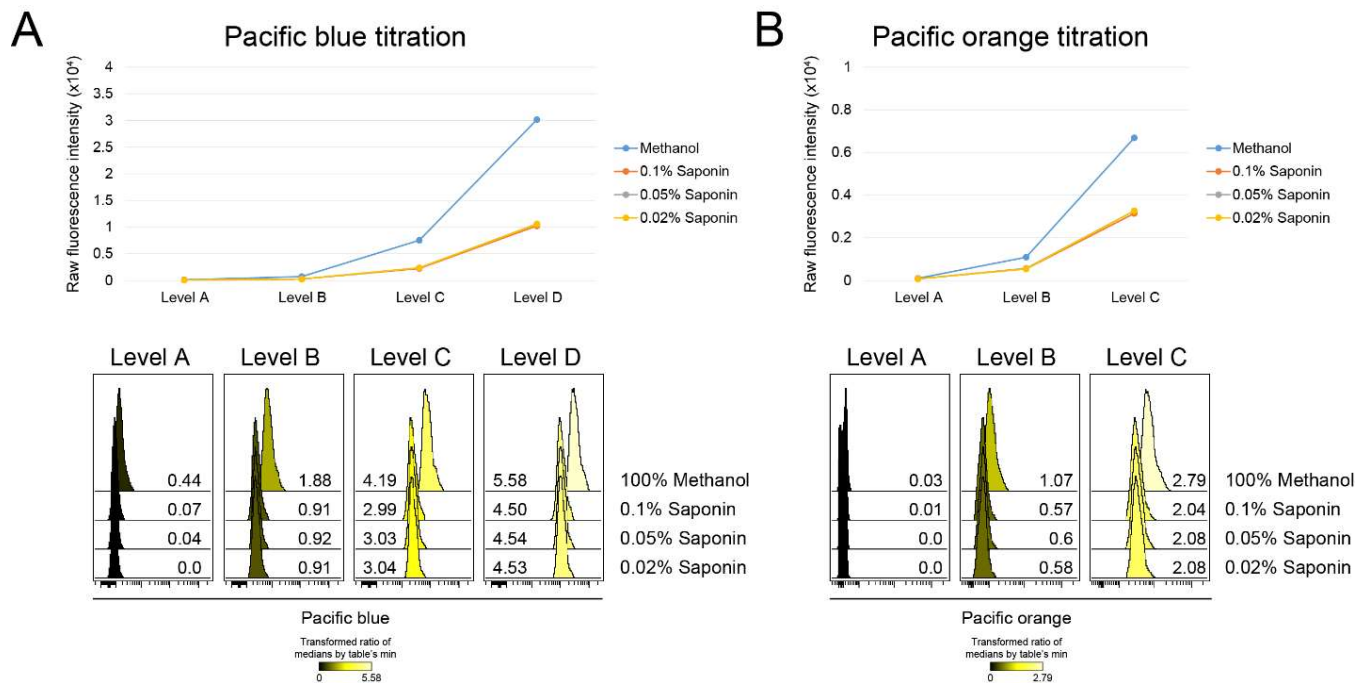 A
Pacific blue titration
Raw fluorescence intensity (x10⁴)
4
3.5
3
2.5
2
1.5
1
0.5
0
Level A
Level B
Level C
Level D
Methanol
0.1% Saponin
0.05% Saponin
0.02% Saponin
Level A
Level B
Level C
Level D
0.44
1.88
4.19
5.58
100% Methanol
0.07
0.91
2.99
4.50
0.1% Saponin
0.04
0.92
3.03
4.54
0.05% Saponin
0.0
0.91
3.04
4.53
0.02% Saponin
Pacific blue
Transformed ratio of
medians by table's min
0
5.58
B
Pacific orange titration
Raw fluorescence intensity (x10⁴)
1
0.8
0.6
0.4
0.2
0
Level A
Level B
Level C
Methanol
0.1% Saponin
0.05% Saponin
0.02% Saponin
Level A
Level B
Level C
0.03
1.07
2.79
100% Methanol
0.01
0.57
2.04
0.1% Saponin
0.0
0.6
2.08
0.05% Saponin
0.0
0.58
2.08
0.02% Saponin
Pacific orange
Transformed ratio of
medians by table's min
0
2.79